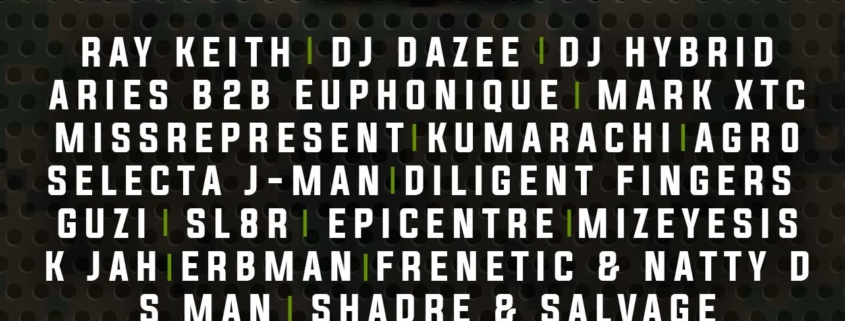 RAY KEITH | DJ DAZEE | DJ HYBRID
ARIES B2B EUPHONIQUE | MARK XTC
MISSREPRESENT | KUMARACHI | AGRO
SELECTA J-MAN | DILIGENT FINGERS
GUZI | SL8R | EPICENTRE | MIZEYESIS
K JAH | ERBMAN | FRENETIC & NATTY D
S MAN | SHADRE & SALVAGE